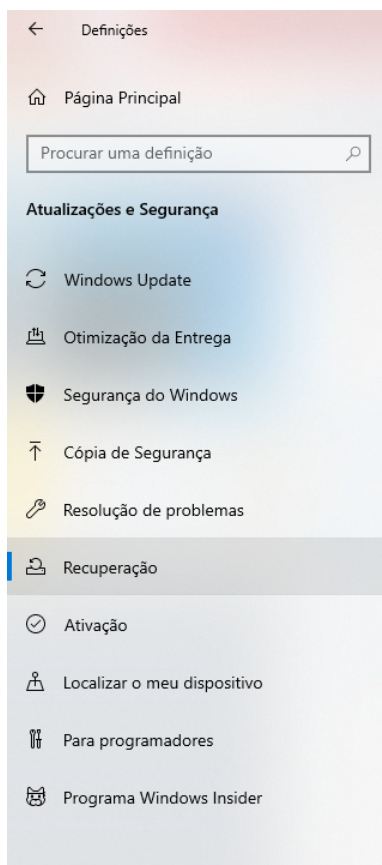 Definições
Página Principal
Procurar uma definição
Atualizações e Segurança
Windows Update
Otimização da Entrega
Segurança do Windows
Cópia de Segurança
Resolução de problemas
Recuperação
Ativação
Localizar o meu dispositivo
Para programadores
Programa Windows Insider